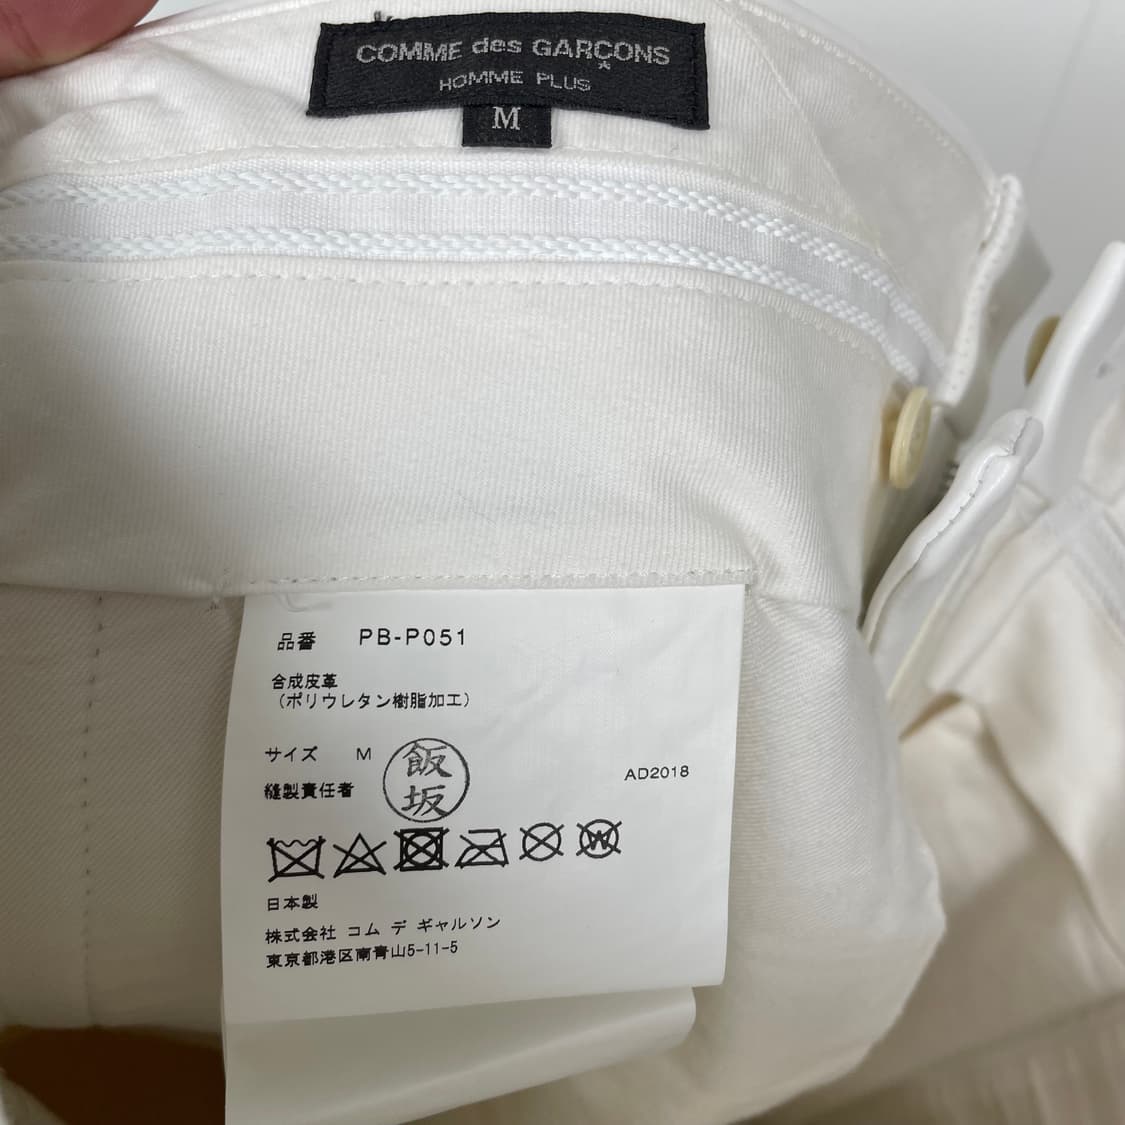 COMME des GARÇONS
HOMME PLUS
M
品番 PB-P051
合成皮革
（ポリウレタン樹脂加工）
サイズ M
飯坂
縫製責任者
AD2018
日本製
株式会社 コム デ ギャルソン
東京都港区南青山5-11-5